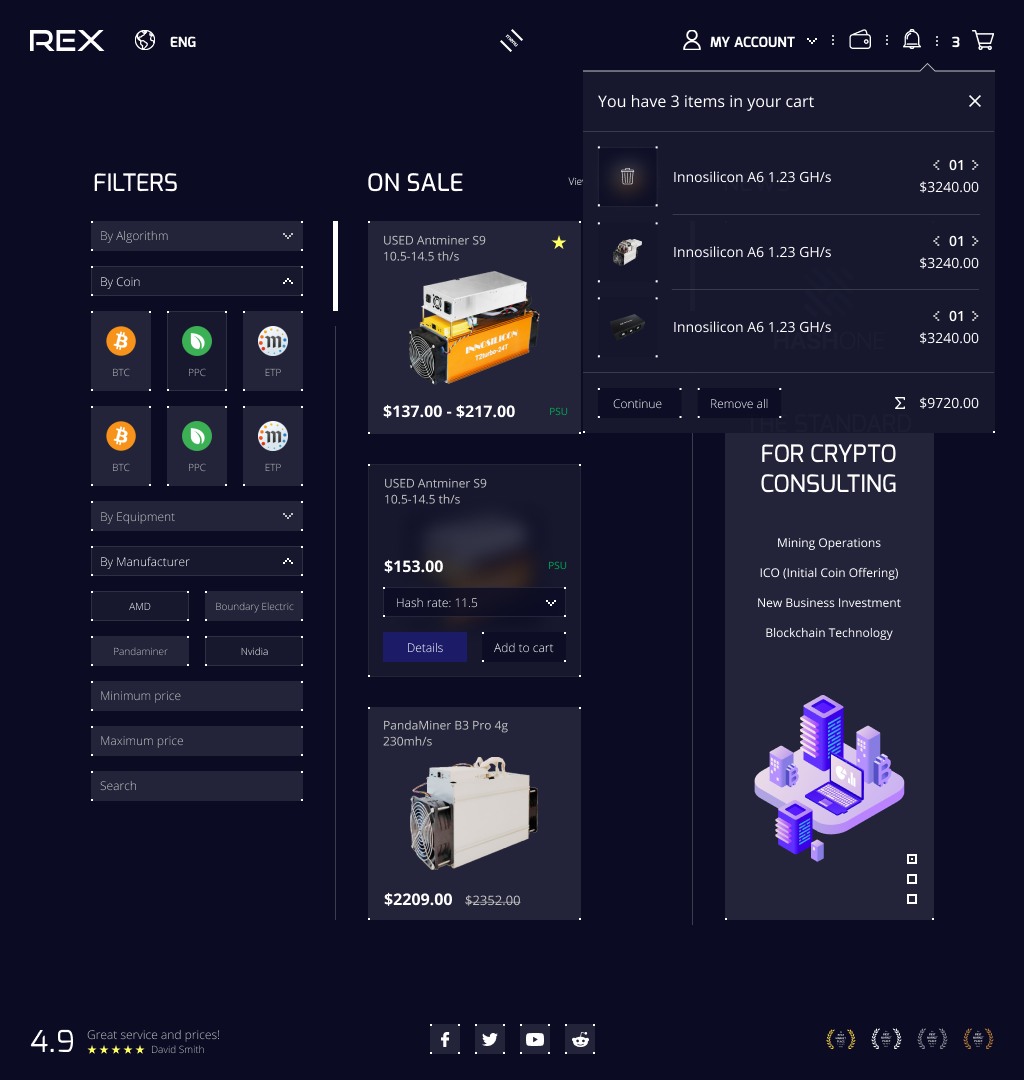 REX
ENG
MY ACCOUNT
3
You have 3 items in your cart
Innosilicon A6 1.23 GH/s
01
$3240.00
Innosilicon A6 1.23 GH/s
01
$3240.00
Innosilicon A6 1.23 GH/s
01
$3240.00
HASHONE
Continue
Remove all
Σ $9720.00
FILTERS
By Algorithm
By Coin
BTC
PPC
ETP
BTC
PPC
ETP
By Equipment
By Manufacturer
AMD
Boundary Electric
Pandaminer
Nvidia
Minimum price
Maximum price
Search
ON SALE
USED Antminer S9
10.5-14.5 th/s
INNOSILICON
T2turbo-24T
$137.00 - $217.00
PSU
USED Antminer S9
10.5-14.5 th/s
$153.00
PSU
Hash rate: 11.5
Details
Add to cart
PandaMiner B3 Pro 4g
230mh/s
$2209.00
$2352.00
NEWS
THE STANDARD
FOR CRYPTO
CONSULTING
Mining Operations
ICO (Initial Coin Offering)
New Business Investment
Blockchain Technology
4.9
Great service and prices!
David Smith